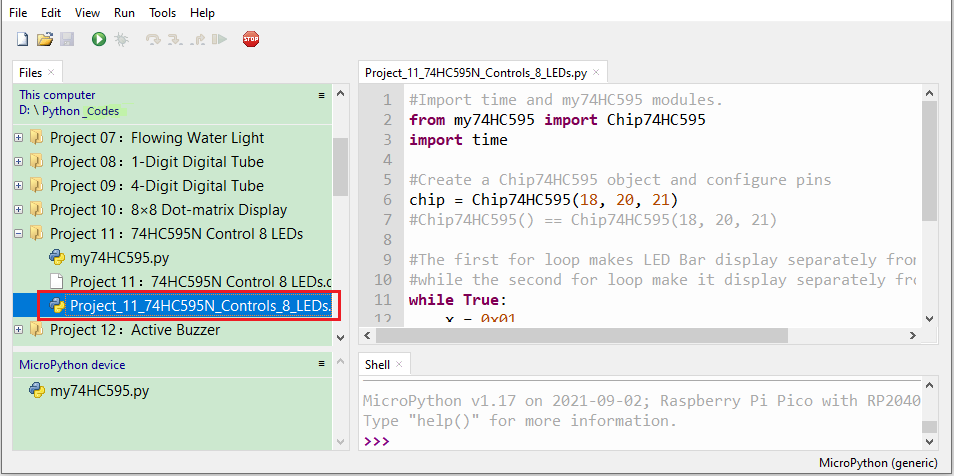 File Edit View Run Tools Help
STOP
Files ×
This computer ≡
D: \ Python _Codes
Project 07：Flowing Water Light
Project 08：1-Digit Digital Tube
Project 09：4-Digit Digital Tube
Project 10：8×8 Dot-matrix Display
Project 11：74HC595N Control 8 LEDs
my74HC595.py
Project 11：74HC595N Control 8 LEDs.c
Project_11_74HC595N_Controls_8_LEDs.
Project 12：Active Buzzer
MicroPython device ≡
my74HC595.py
Project_11_74HC595N_Controls_8_LEDs.py ×
1 #Import time and my74HC595 modules.
2 from my74HC595 import Chip74HC595
3 import time
4
5 #Create a Chip74HC595 object and configure pins
6 chip = Chip74HC595(18, 20, 21)
7 #Chip74HC595() == Chip74HC595(18, 20, 21)
8
9 #The first for loop makes LED Bar display separately from
10 #while the second for loop make it display separately fro
11 while True:
12 x = 0x01
Shell ×
MicroPython v1.17 on 2021-09-02; Raspberry Pi Pico with RP2040
Type "help()" for more information.
>>>
MicroPython (generic)